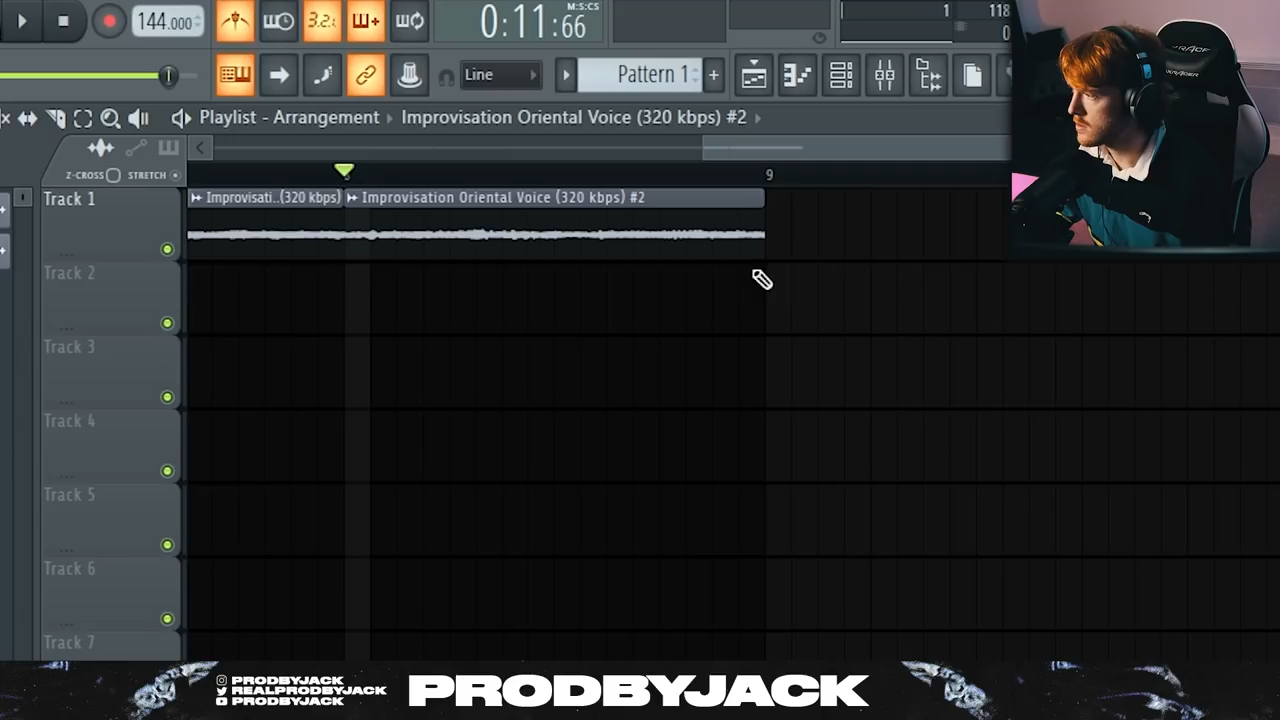 144.000
3.2.
0:11:66
M:S:CS
1
118
0
Line
Pattern 1
Playlist - Arrangement
Improvisation Oriental Voice (320 kbps) #2
Z-CROSS
STRETCH
9
Track 1
Improvisati..(320 kbps)
Improvisation Oriental Voice (320 kbps) #2
Track 2
Track 3
Track 4
Track 5
Track 6
Track 7
PRODBYJACK
REALPRODBYJACK
PRODBYJACK
PRODBYJACK